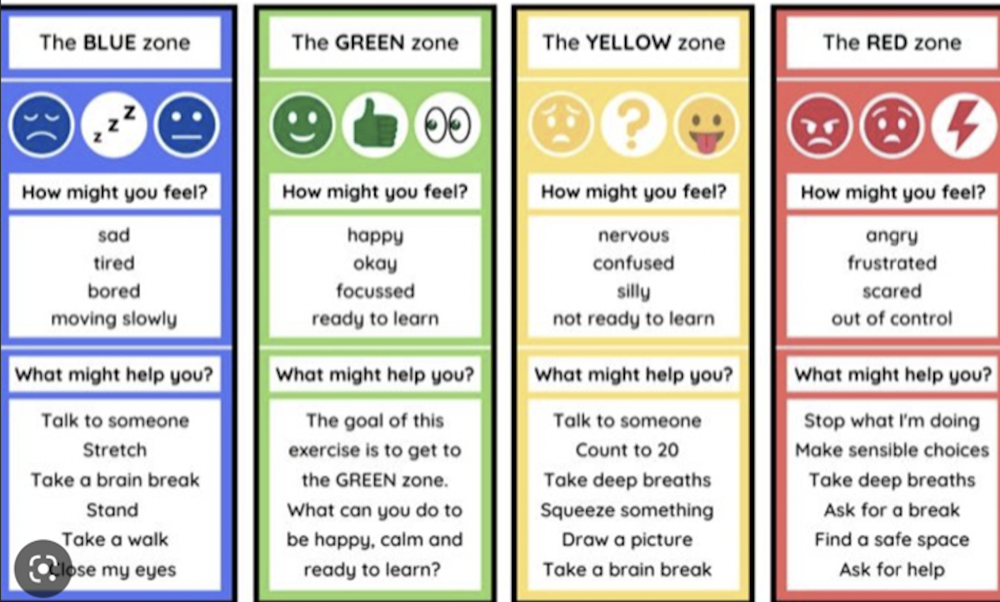 The BLUE zone
z z z
How might you feel?
sad
tired
bored
moving slowly
What might help you?
Talk to someone
Stretch
Take a brain break
Stand
Take a walk
Close my eyes
The GREEN zone
How might you feel?
happy
okay
focussed
ready to learn
What might help you?
The goal of this
exercise is to get to
the GREEN zone.
What can you do to
be happy, calm and
ready to learn?
The YELLOW zone
?
How might you feel?
nervous
confused
silly
not ready to learn
What might help you?
Talk to someone
Count to 20
Take deep breaths
Squeeze something
Draw a picture
Take a brain break
The RED zone
How might you feel?
angry
frustrated
scared
out of control
What might help you?
Stop what I'm doing
Make sensible choices
Take deep breaths
Ask for a break
Find a safe space
Ask for help